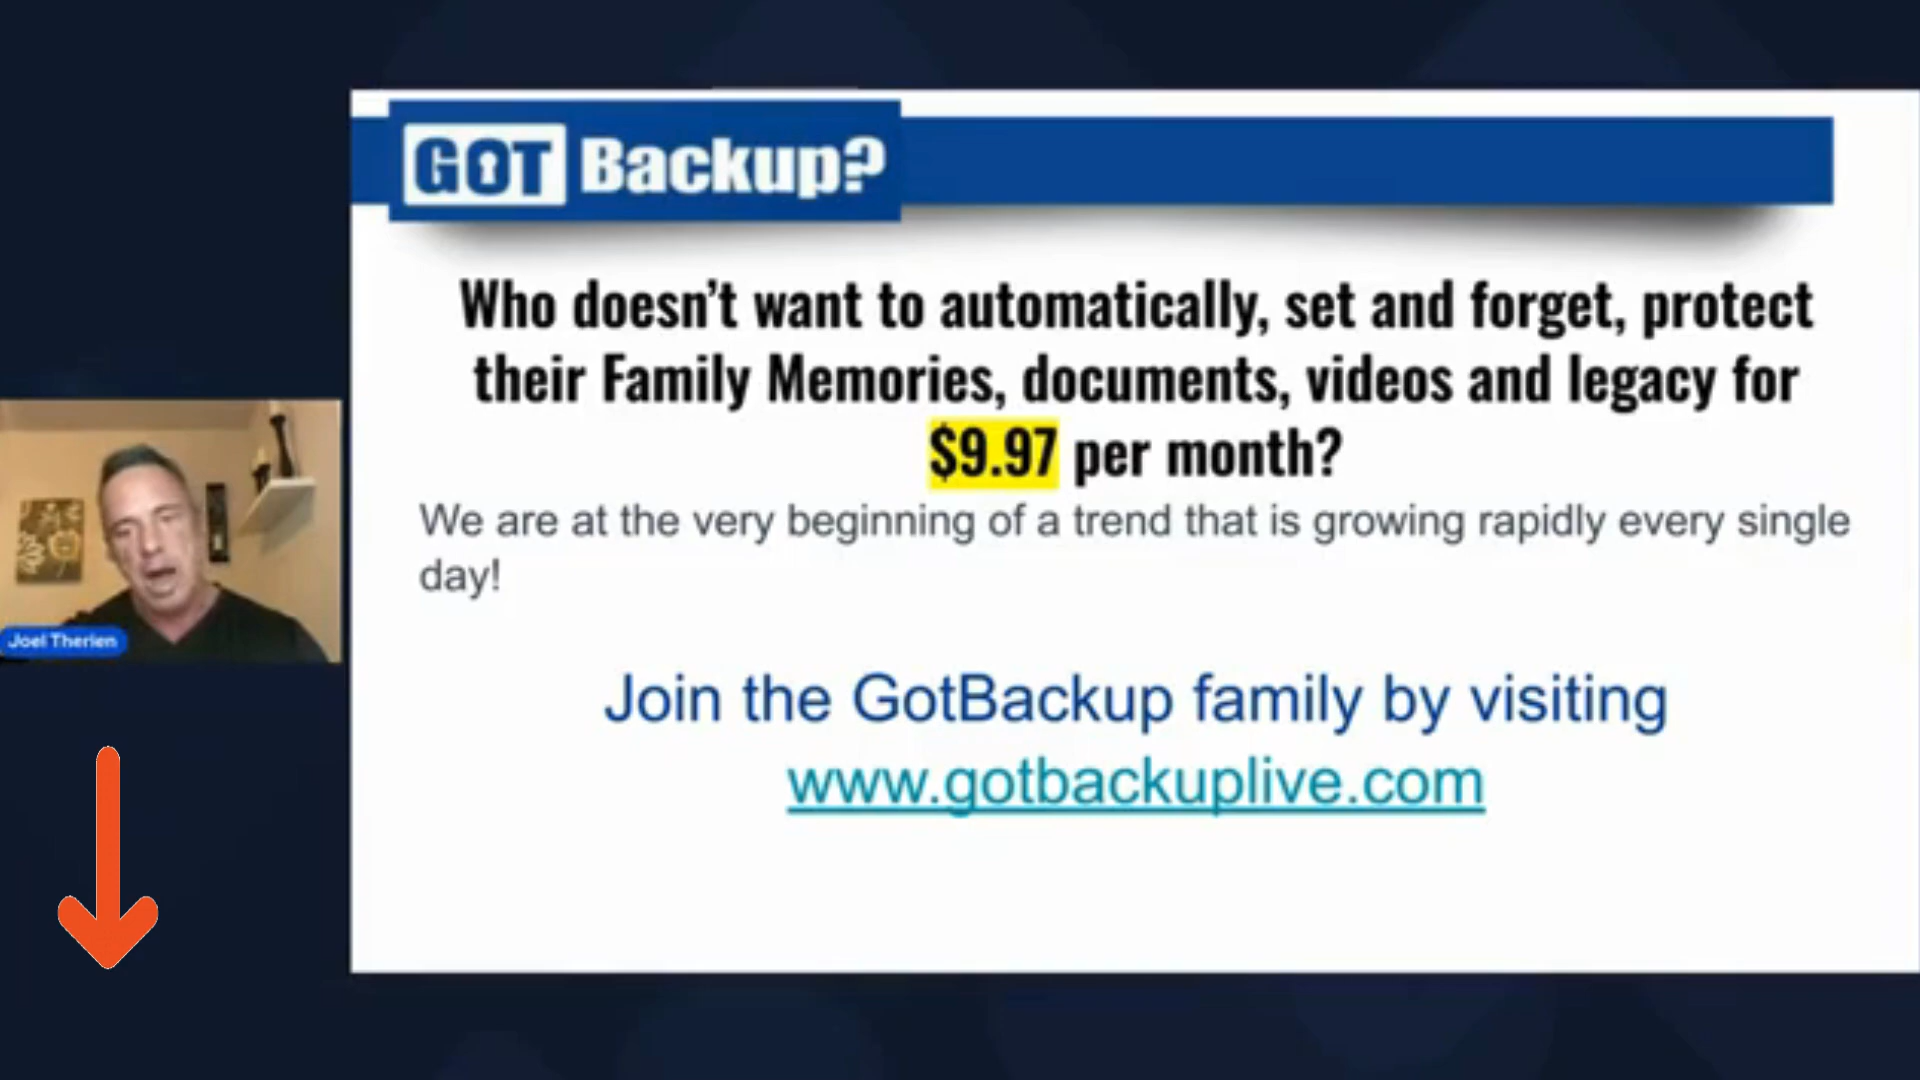 GOT Backup?
Who doesn't want to automatically, set and forget, protect
their Family Memories, documents, videos and legacy for
$9.97 per month?
We are at the very beginning of a trend that is growing rapidly every single
day!
Joel Therien
Join the GotBackup family by visiting
www.gotbackuplive.com